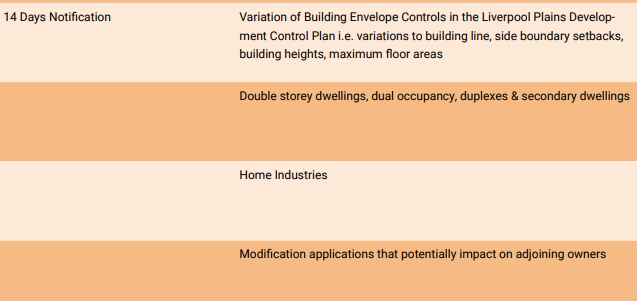 14 Days Notification
Variation of Building Envelope Controls in the Liverpool Plains Develop-
ment Control Plan i.e. variations to building line, side boundary setbacks,
building heights, maximum floor areas
Double storey dwellings, dual occupancy, duplexes & secondary dwellings
Home Industries
Modification applications that potentially impact on adjoining owners